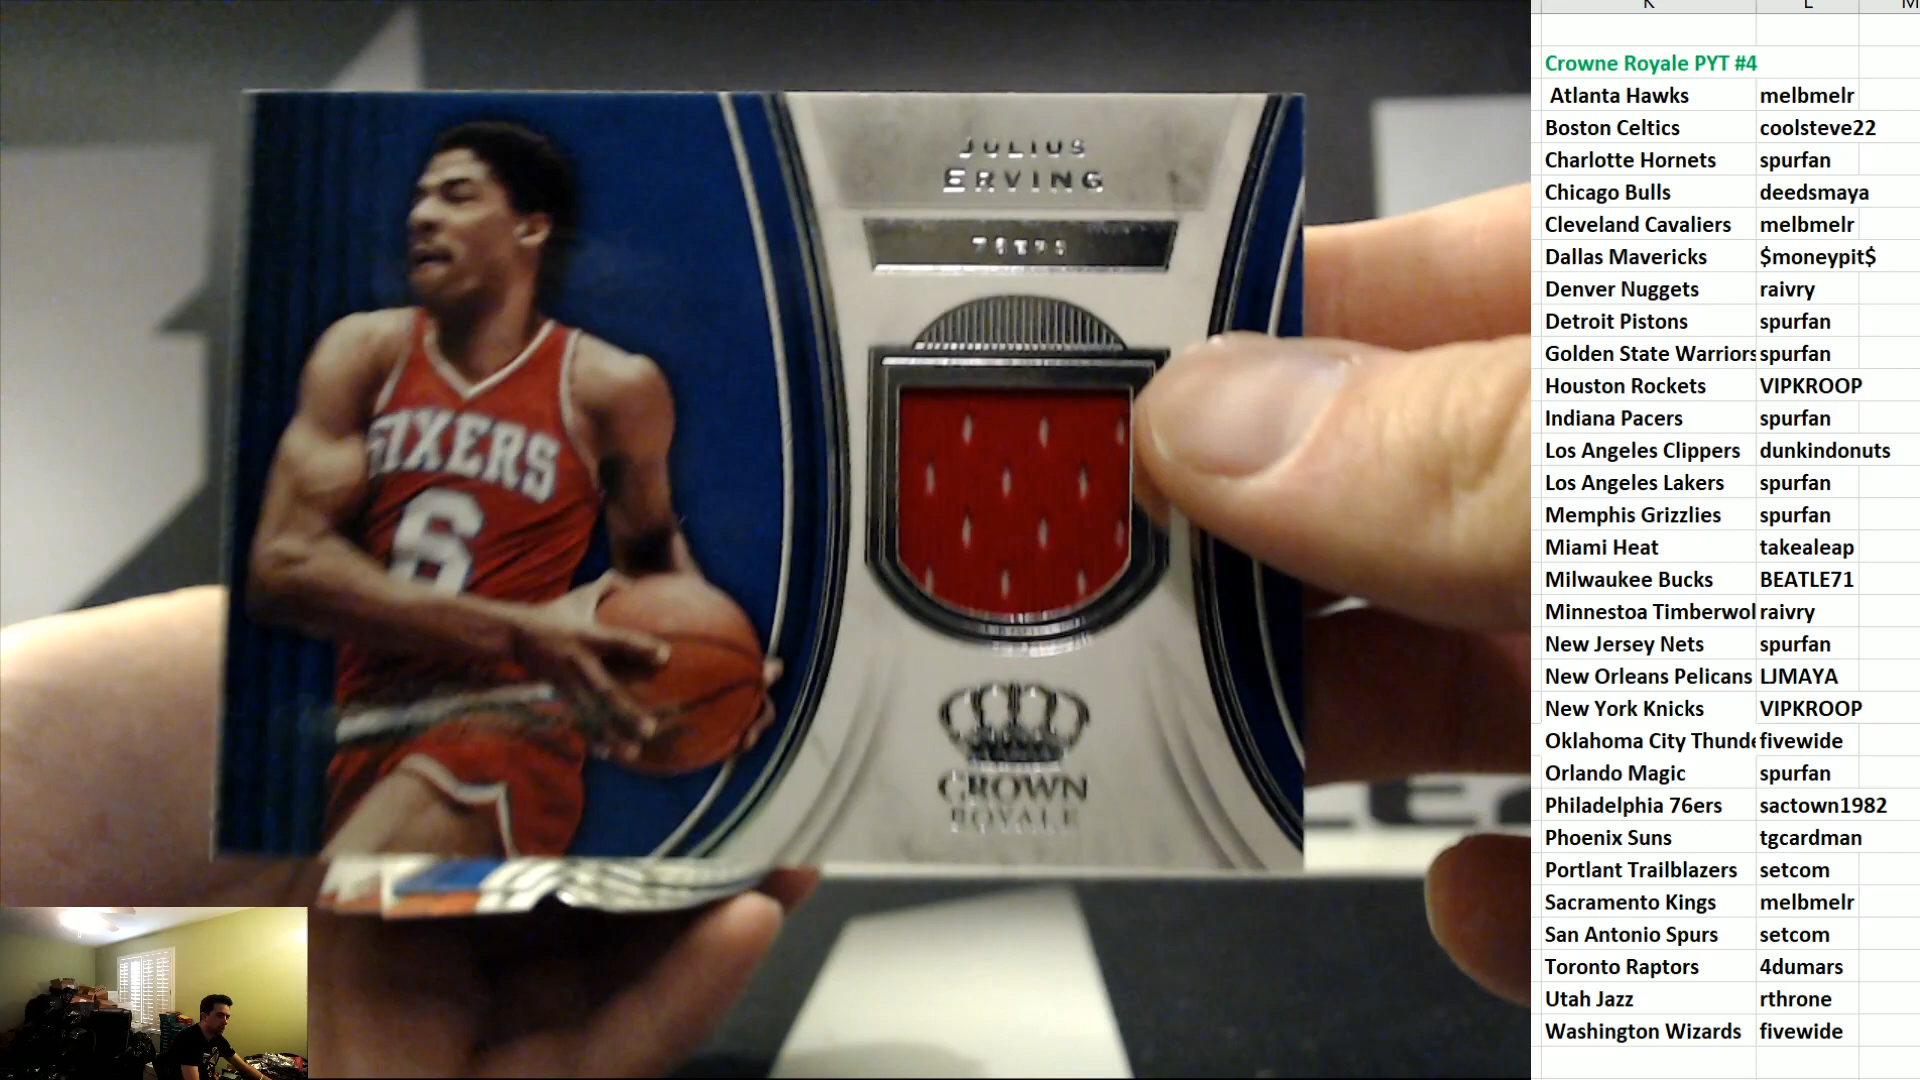 JULIUS
ERVING
76ERS
SIXERS
6
CROWN
ROYALE
K L M
Crowne Royale PYT #4
Atlanta Hawks melbmelr
Boston Celtics coolsteve22
Charlotte Hornets spurfan
Chicago Bulls deedsmaya
Cleveland Cavaliers melbmelr
Dallas Mavericks $moneypit$
Denver Nuggets raivry
Detroit Pistons spurfan
Golden State Warriors spurfan
Houston Rockets VIPKROOP
Indiana Pacers spurfan
Los Angeles Clippers dunkindonuts
Los Angeles Lakers spurfan
Memphis Grizzlies spurfan
Miami Heat takealeap
Milwaukee Bucks BEATLE71
Minnestoa Timberwol raivry
New Jersey Nets spurfan
New Orleans Pelicans LJMAYA
New York Knicks VIPKROOP
Oklahoma City Thunde fivewide
Orlando Magic spurfan
Philadelphia 76ers sactown1982
Phoenix Suns tgcardman
Portlant Trailblazers setcom
Sacramento Kings melbmelr
San Antonio Spurs setcom
Toronto Raptors 4dumars
Utah Jazz rthrone
Washington Wizards fivewide